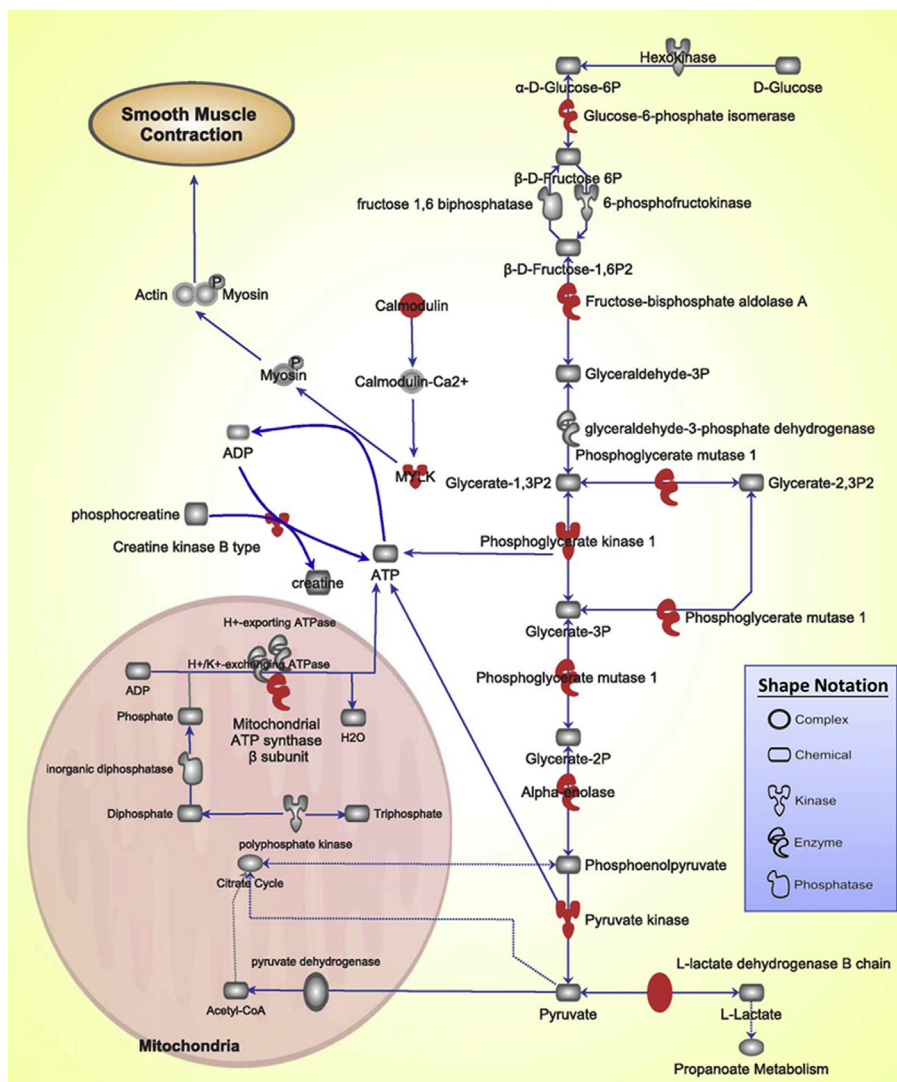 Hexokinase
α-D-Glucose-6P
D-Glucose
Smooth Muscle
Contraction
Glucose-6-phosphate isomerase
β-D-Fructose 6P
fructose 1,6 biphosphatase
6-phosphofructokinase
β-D-Fructose-1,6P2
P
Actin
Myosin
Calmodulin
Fructose-bisphosphate aldolase A
P
Myosin
Calmodulin-Ca2+
Glyceraldehyde-3P
glyceraldehyde-3-phosphate dehydrogenase
ADP
Phosphoglycerate mutase 1
MYLK
Glycerate-1,3P2
Glycerate-2,3P2
phosphocreatine
Phosphoglycerate kinase 1
Creatine kinase B type
creatine
ATP
Glycerate-3P
Phosphoglycerate mutase 1
H+-exporting ATPase
H+/K+-exchanging ATPase
ADP
Phosphoglycerate mutase 1
Phosphate
Mitochondrial
ATP synthase
β subunit
H2O
Glycerate-2P
inorganic diphosphatase
Alpha-enolase
Diphosphate
Triphosphate
polyphosphate kinase
Citrate Cycle
Phosphoenolpyruvate
Pyruvate kinase
pyruvate dehydrogenase
L-lactate dehydrogenase B chain
Acetyl-CoA
Pyruvate
L-Lactate
Mitochondria
Propanoate Metabolism
Shape Notation
Complex
Chemical
Kinase
Enzyme
Phosphatase